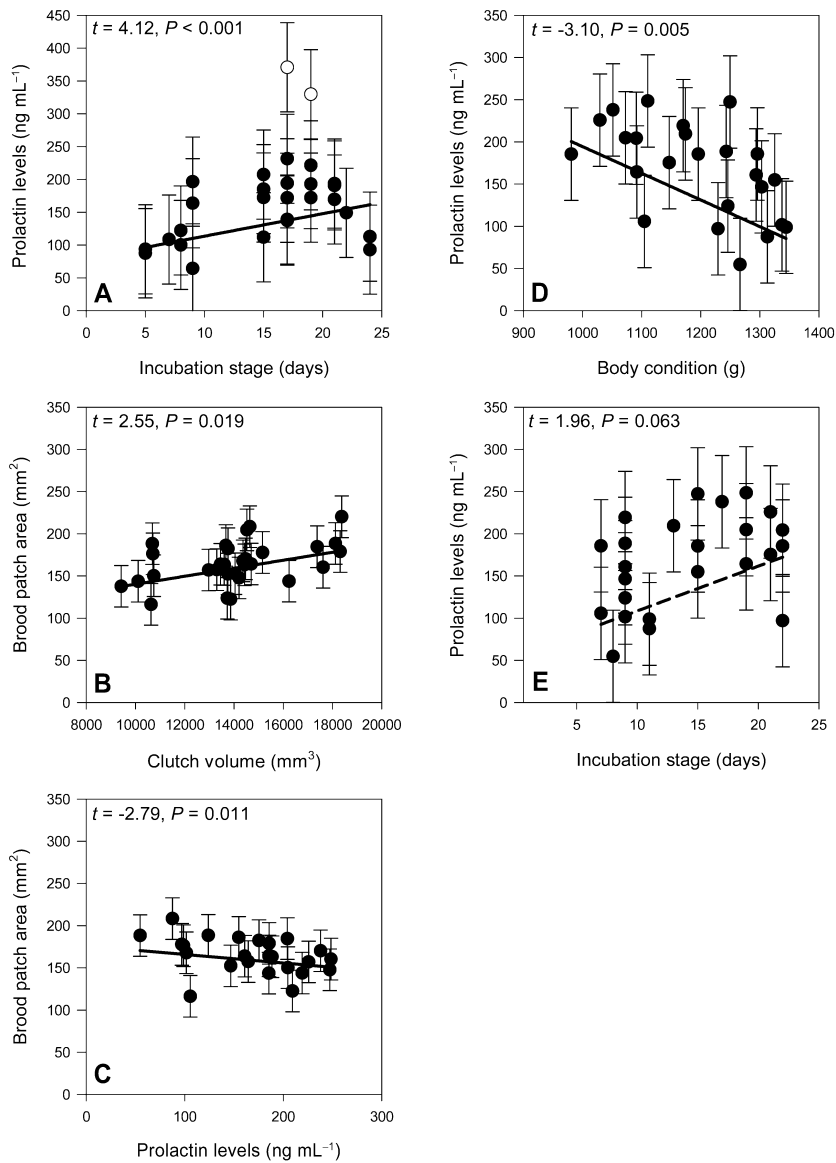 t = 4.12, P < 0.001
450
400
350
300
250
200
150
100
50
0
Prolactin levels (ng mL⁻¹)
A
0 5 10 15 20 25
Incubation stage (days)
t = -3.10, P = 0.005
350
300
250
200
150
100
50
0
Prolactin levels (ng mL⁻¹)
D
900 1000 1100 1200 1300 1400
Body condition (g)
t = 2.55, P = 0.019
350
300
250
200
150
100
50
0
Brood patch area (mm²)
B
8000 10000 12000 14000 16000 18000 20000
Clutch volume (mm³)
t = 1.96, P = 0.063
350
300
250
200
150
100
50
0
Prolactin levels (ng mL⁻¹)
E
5 10 15 20 25
Incubation stage (days)
t = -2.79, P = 0.011
350
300
250
200
150
100
50
0
Brood patch area (mm²)
C
0 100 200 300
Prolactin levels (ng mL⁻¹)